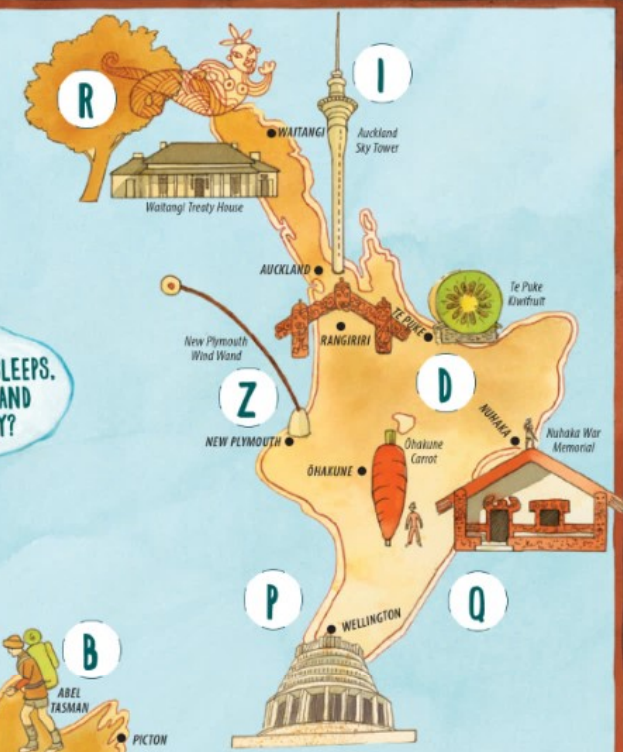 R
I
WAITANGI
Auckland
Sky Tower
Waitangi Treaty House
AUCKLAND
Te Puke
Kiwifruit
TE PUKE
RANGIRIRI
New Plymouth
Wind Wand
LEEPS.
AND
Y?
Z
D
NUHAKA
NEW PLYMOUTH
Ohakune
Carrot
Nuhaka War
Memorial
ŌHAKUNE
P
Q
WELLINGTON
B
ABEL
TASMAN
PICTON